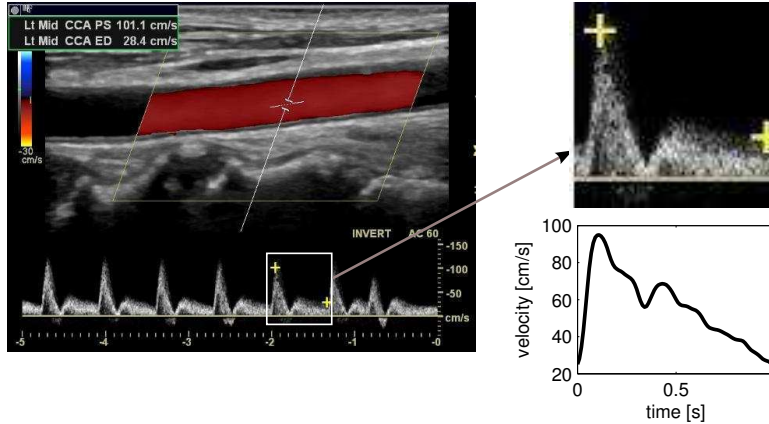 Lt Mid CCA PS 101.1 cm/s
Lt Mid CCA ED 28.4 cm/s
-30
cm/s
INVERT AC 60
-150
-100
-50
cm/s
-5 -4 -3 -2 -1 -0
100
80
60
40
20
velocity [cm/s]
0 0.5
time [s]